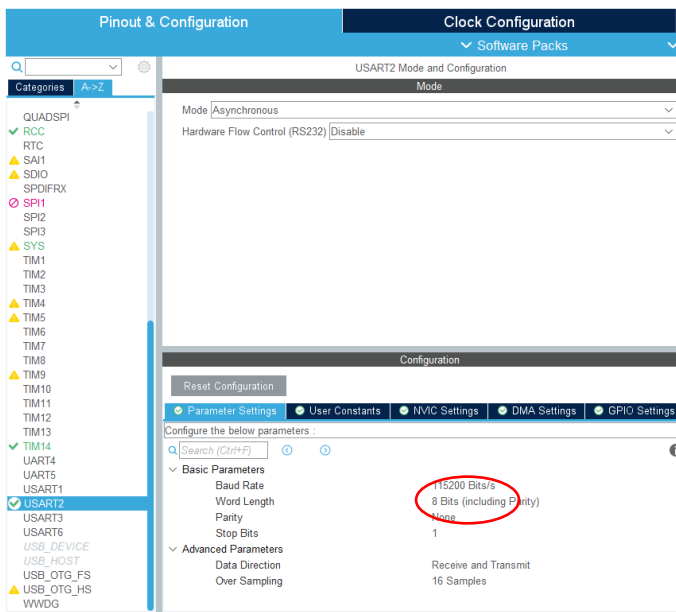 Pinout & Configuration
Clock Configuration
Software Packs
USART2 Mode and Configuration
Categories
A->Z
QUADSPI
RCC
RTC
SAI1
SDIO
SPDIFRX
SPI1
SPI2
SPI3
SYS
TIM1
TIM2
TIM3
TIM4
TIM5
TIM6
TIM7
TIM8
TIM9
TIM10
TIM11
TIM12
TIM13
TIM14
UART4
UART5
USART1
USART2
USART3
USART6
USB_DEVICE
USB_HOST
USB_OTG_FS
USB_OTG_HS
WWDG
Mode
Mode Asynchronous
Hardware Flow Control (RS232) Disable
Configuration
Reset Configuration
Parameter Settings
User Constants
NVIC Settings
DMA Settings
GPIO Settings
Configure the below parameters :
Search (Ctrl+F)
Basic Parameters
Baud Rate 115200 Bits/s
Word Length 8 Bits (including Parity)
Parity None
Stop Bits 1
Advanced Parameters
Data Direction Receive and Transmit
Over Sampling 16 Samples